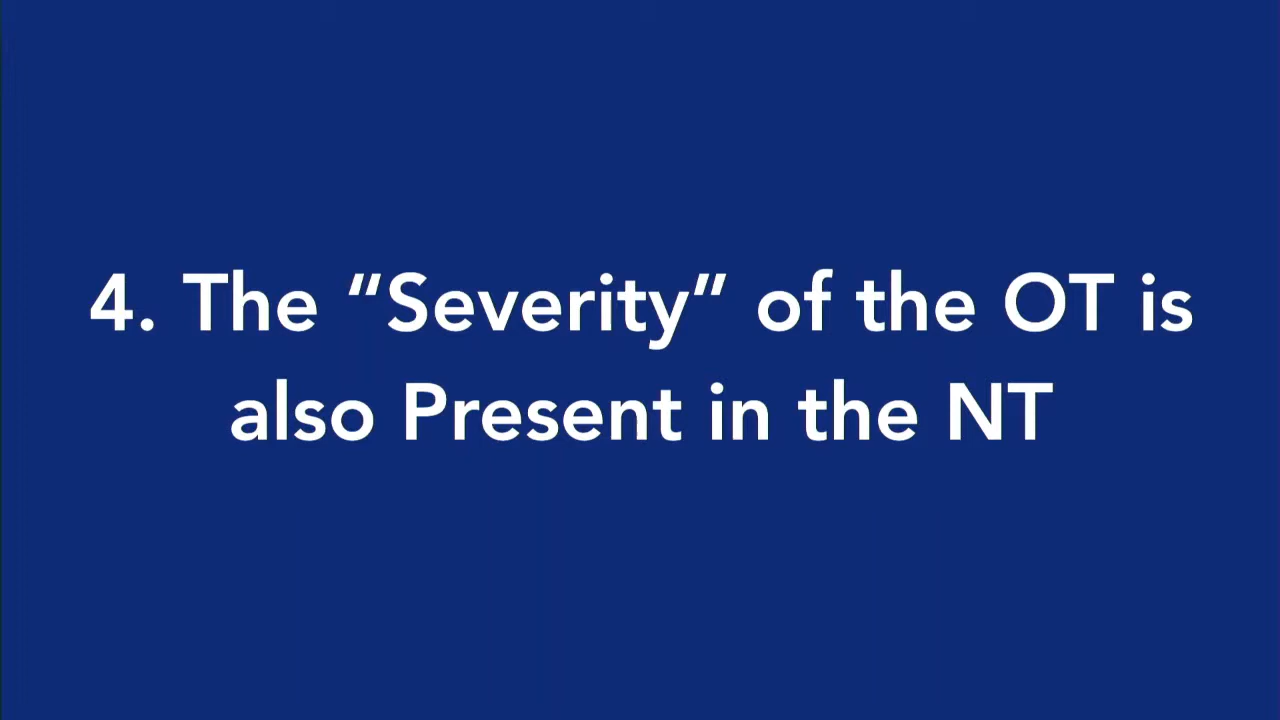 4. The “Severity” of the OT is
also Present in the NT